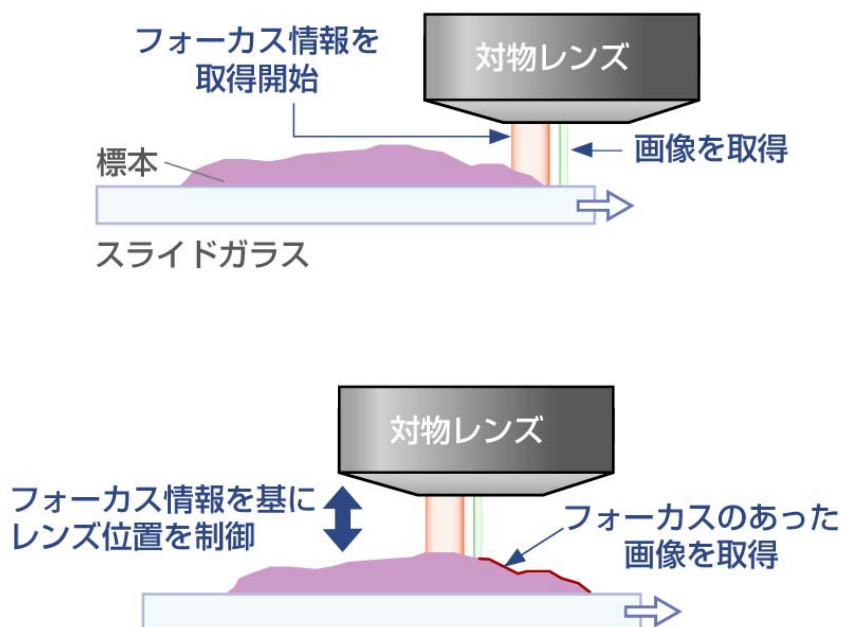 フォーカス情報を
取得開始
対物レンズ
画像を取得
標本
スライドガラス
対物レンズ
フォーカス情報を基に
レンズ位置を制御
フォーカスのあった
画像を取得